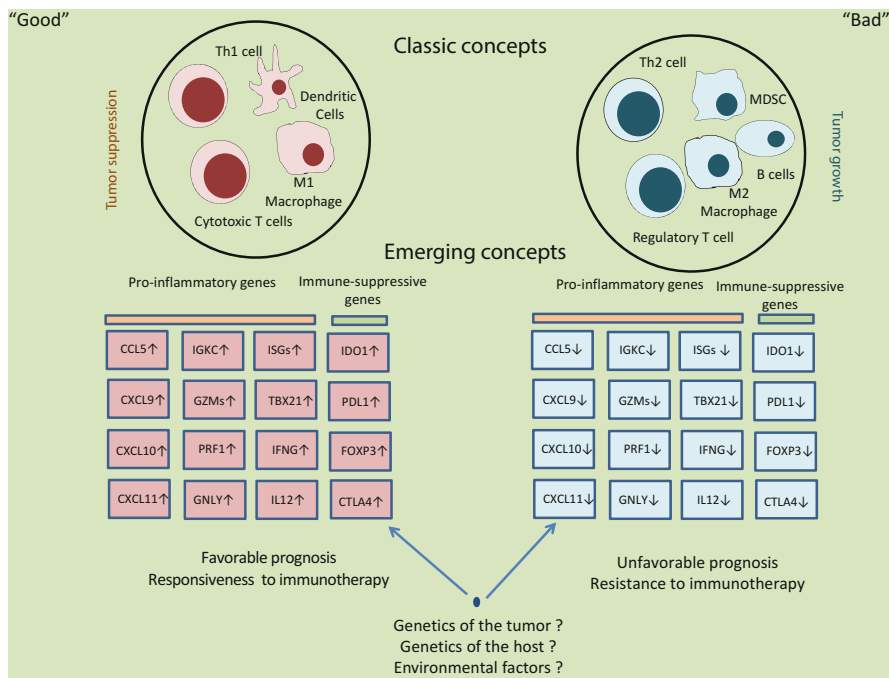 “Good”
“Bad”
Classic concepts
Tumor suppression
Th1 cell
Dendritic
Cells
M1
Macrophage
Cytotoxic T cells
Th2 cell
MDSC
B cells
M2
Macrophage
Regulatory T cell
Tumor growth
Emerging concepts
Pro-inflammatory genes
Immune-suppressive
genes
CCL5↑ IGKC↑ ISGs↑ IDO1↑
CXCL9↑ GZMs↑ TBX21↑ PDL1↑
CXCL10↑ PRF1↑ IFNG↑ FOXP3↑
CXCL11↑ GNLY↑ IL12↑ CTLA4↑
Favorable prognosis
Responsiveness to immunotherapy
Pro-inflammatory genes
Immune-suppressive
genes
CCL5↓ IGKC↓ ISGs↓ IDO1↓
CXCL9↓ GZMs↓ TBX21↓ PDL1↓
CXCL10↓ PRF1↓ IFNG↓ FOXP3↓
CXCL11↓ GNLY↓ IL12↓ CTLA4↓
Unfavorable prognosis
Resistance to immunotherapy
Genetics of the tumor ?
Genetics of the host ?
Environmental factors ?